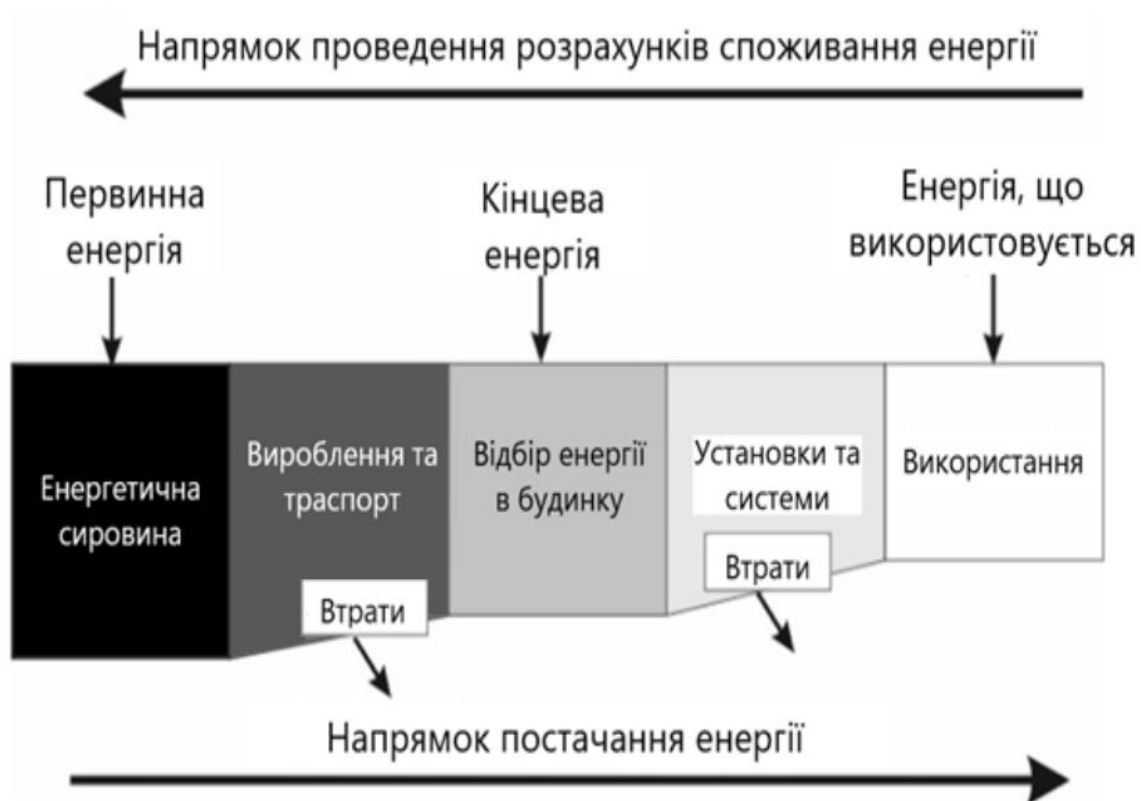 Напрямок проведення розрахунків споживання енергії
Первинна
енергія
Кінцева
енергія
Енергія, що
використовується
Енергетична
сировина
Вироблення та
траспорт
Відбір енергії
в будинку
Установки та
системи
Використання
Втрати
Втрати
Напрямок постачання енергії